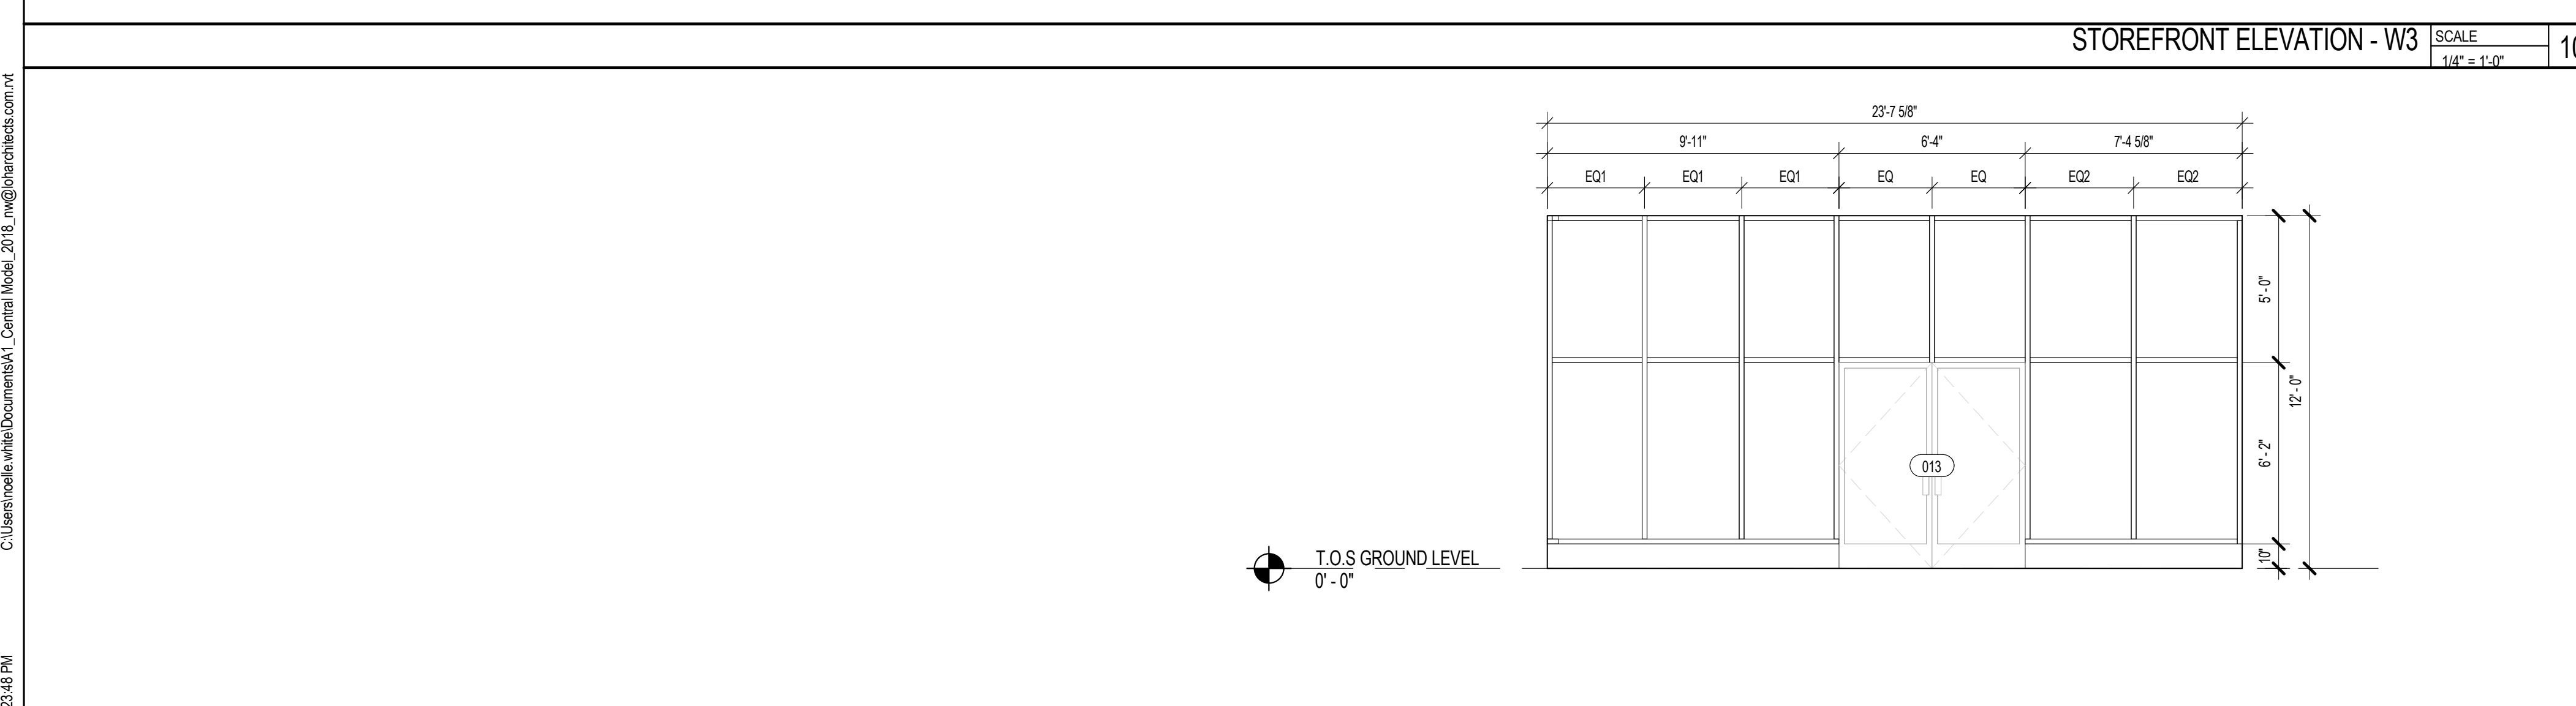 STOREFRONT ELEVATION - W3
SCALE
1/4" = 1'-0"
C:\Users\noelle.white\Documents\A1_Central Model_2018_nw@loharchitects.com.rvt
23:48 PM
23'-7 5/8"
9'-11" 6'-4" 7'-4 5/8"
EQ1 EQ1 EQ1 EQ EQ EQ2 EQ2
5' - 0"
12' - 0"
6' - 2"
10"
013
T.O.S GROUND LEVEL
0' - 0"